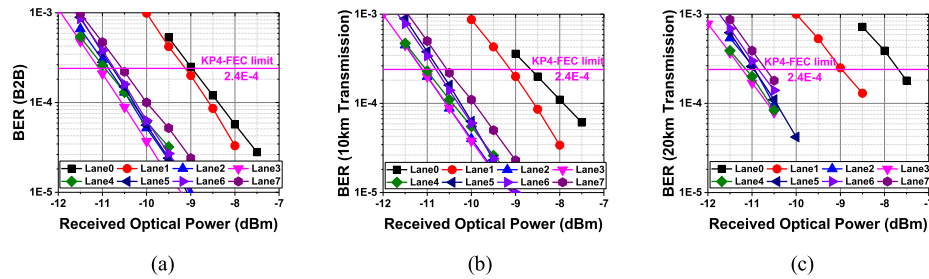 BER (B2B)
1E-3
1E-4
1E-5
KP4-FEC limit
2.4E-4
Lane0 Lane1 Lane2 Lane3
Lane4 Lane5 Lane6 Lane7
-12 -11 -10 -9 -8 -7
Received Optical Power (dBm)
(a)
BER (10km Transmission)
1E-3
1E-4
1E-5
KP4-FEC limit
2.4E-4
Lane0 Lane1 Lane2 Lane3
Lane4 Lane5 Lane6 Lane7
-12 -11 -10 -9 -8 -7
Received Optical Power (dBm)
(b)
BER (20km Transmission)
1E-3
1E-4
1E-5
KP4-FEC limit
2.4E-4
Lane0 Lane1 Lane2 Lane3
Lane4 Lane5 Lane6 Lane7
-12 -11 -10 -9 -8 -7
Received Optical Power (dBm)
(c)